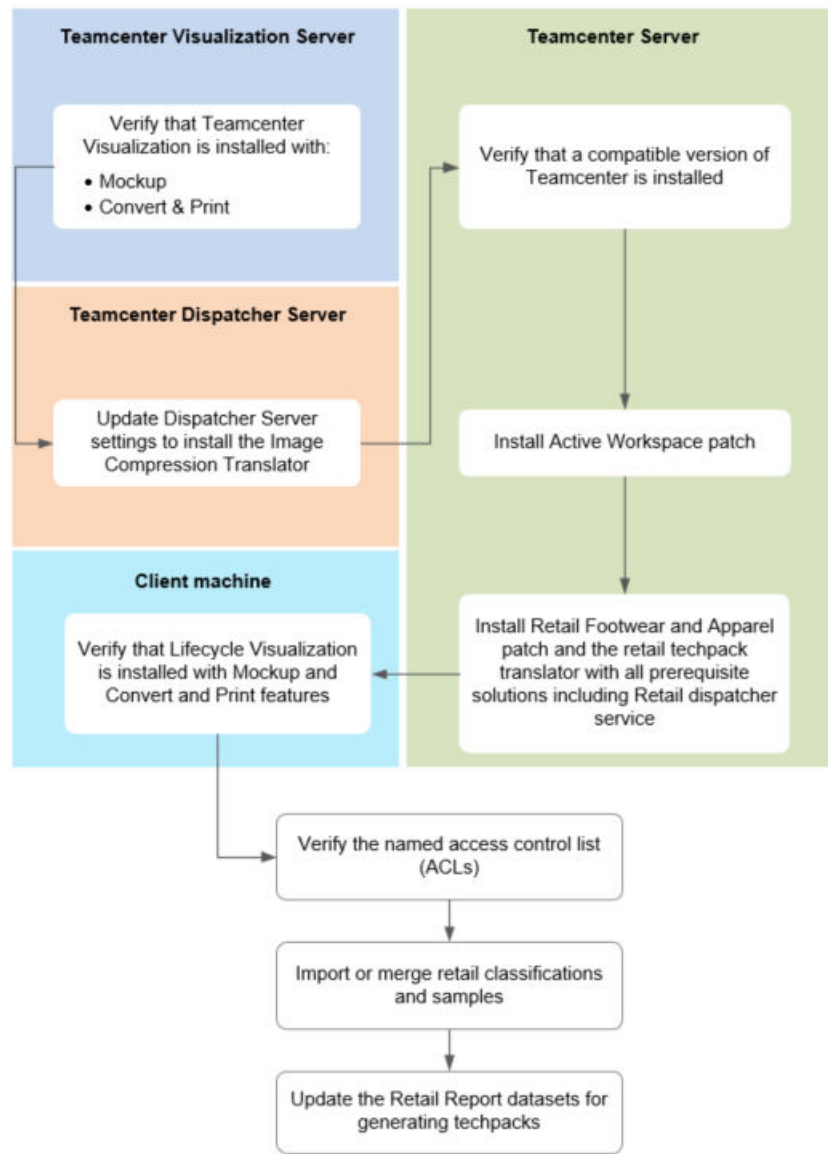 Teamcenter Visualization Server
Verify that Teamcenter
Visualization is installed with:
• Mockup
• Convert & Print
Teamcenter Dispatcher Server
Update Dispatcher Server
settings to install the Image
Compression Translator
Teamcenter Server
Verify that a compatible version of
Teamcenter is installed
Install Active Workspace patch
Install Retail Footwear and Apparel
patch and the retail techpack
translator with all prerequisite
solutions including Retail dispatcher
service
Client machine
Verify that Lifecycle Visualization
is installed with Mockup and
Convert and Print features
Verify the named access control list
(ACLs)
Import or merge retail classifications
and samples
Update the Retail Report datasets for
generating techpacks